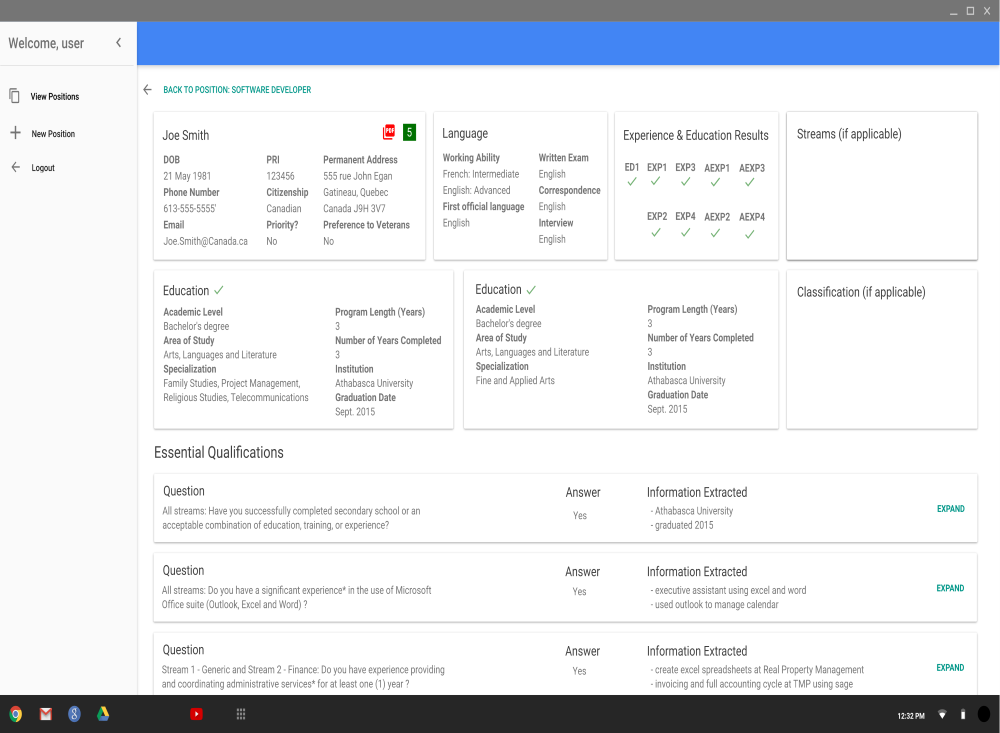 Welcome, user
View Positions
New Position
Logout
BACK TO POSITION: SOFTWARE DEVELOPER
Joe Smith
PDF
5
DOB
21 May 1981
Phone Number
613-555-5555'
Email
Joe.Smith@Canada.ca
PRI
123456
Citizenship
Canadian
Priority?
No
Permanent Address
555 rue John Egan
Gatineau, Quebec
Canada J9H 3V7
Preference to Veterans
No
Language
Working Ability
French: Intermediate
English: Advanced
First official language
English
Written Exam
English
Correspondence
English
Interview
English
Experience & Education Results
ED1 EXP1 EXP3 AEXP1 AEXP3
EXP2 EXP4 AEXP2 AEXP4
Streams (if applicable)
Education
Academic Level
Bachelor's degree
Area of Study
Arts, Languages and Literature
Specialization
Family Studies, Project Management,
Religious Studies, Telecommunications
Program Length (Years)
3
Number of Years Completed
3
Institution
Athabasca University
Graduation Date
Sept. 2015
Education
Academic Level
Bachelor's degree
Area of Study
Arts, Languages and Literature
Specialization
Fine and Applied Arts
Program Length (Years)
3
Number of Years Completed
3
Institution
Athabasca University
Graduation Date
Sept. 2015
Classification (if applicable)
Essential Qualifications
Question
All streams: Have you successfully completed secondary school or an
acceptable combination of education, training, or experience?
Answer
Yes
Information Extracted
- Athabasca University
- graduated 2015
EXPAND
Question
All streams: Do you have a significant experience* in the use of Microsoft
Office suite (Outlook, Excel and Word) ?
Answer
Yes
Information Extracted
- executive assistant using excel and word
- used outlook to manage calendar
EXPAND
Question
Stream 1 - Generic and Stream 2 - Finance: Do you have experience providing
and coordinating administrative services* for at least one (1) year ?
Answer
Yes
Information Extracted
- create excel spreadsheets at Real Property Management
- invoicing and full accounting cycle at TMP using sage
EXPAND
12:32 PM